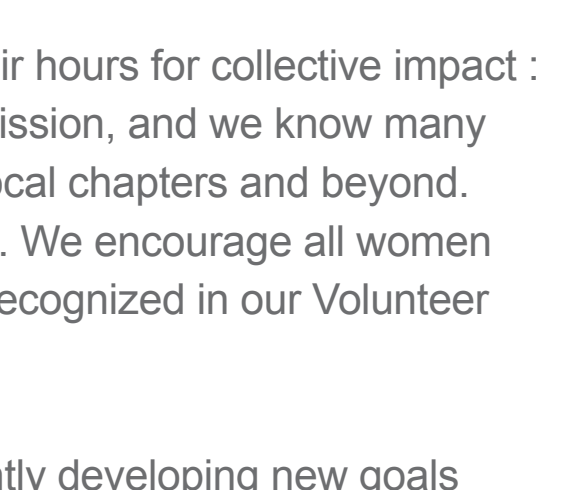 ir hours for collective impact :
ission, and we know many
ocal chapters and beyond.
. We encourage all women
ecognized in our Volunteer
ntly developing new goals